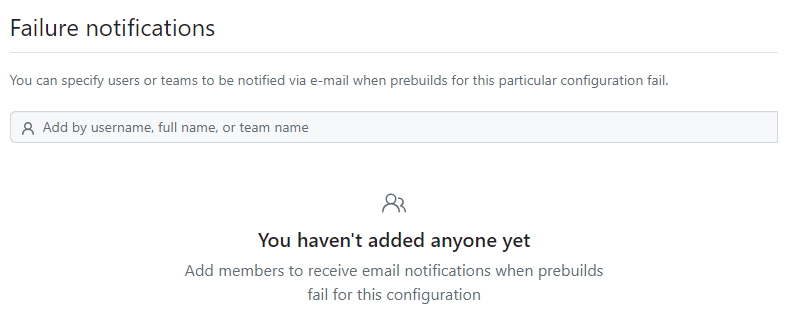 Failure notifications
You can specify users or teams to be notified via e-mail when prebuilds for this particular configuration fail.
Add by username, full name, or team name
You haven't added anyone yet
Add members to receive email notifications when prebuilds
fail for this configuration